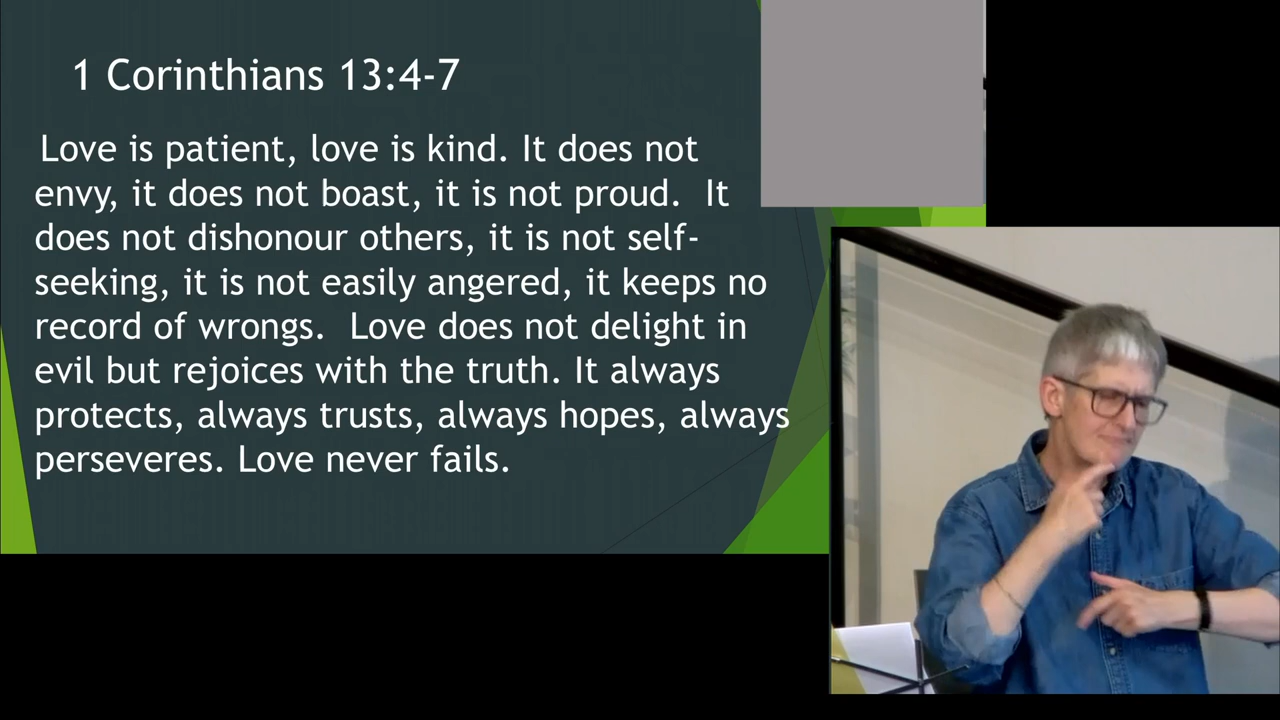 1 Corinthians 13:4-7
Love is patient, love is kind. It does not
envy, it does not boast, it is not proud.  It
does not dishonour others, it is not self-
seeking, it is not easily angered, it keeps no
record of wrongs.  Love does not delight in
evil but rejoices with the truth. It always
protects, always trusts, always hopes, always
perseveres. Love never fails.